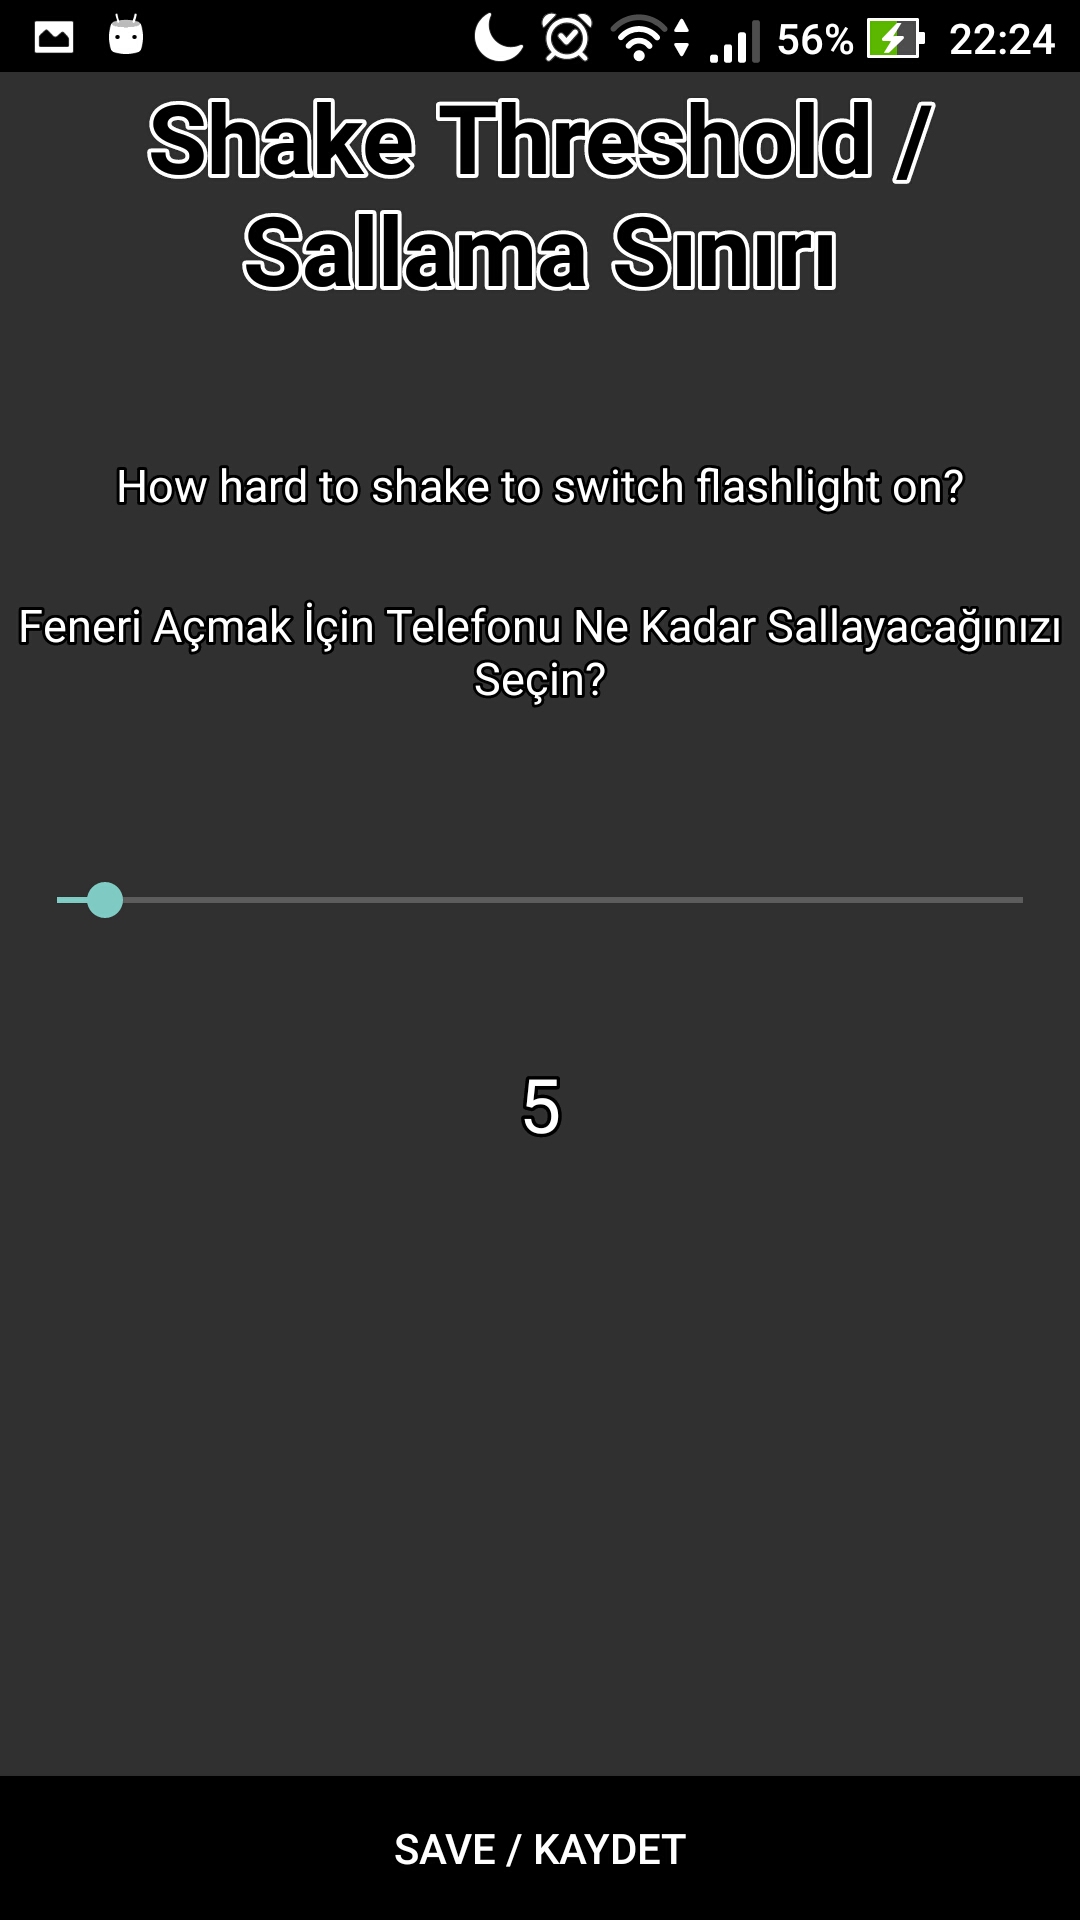 56% 22:24
Shake Threshold /
Sallama Sınırı
How hard to shake to switch flashlight on?
Feneri Açmak İçin Telefonu Ne Kadar Sallayacağınızı
Seçin?
5
SAVE / KAYDET